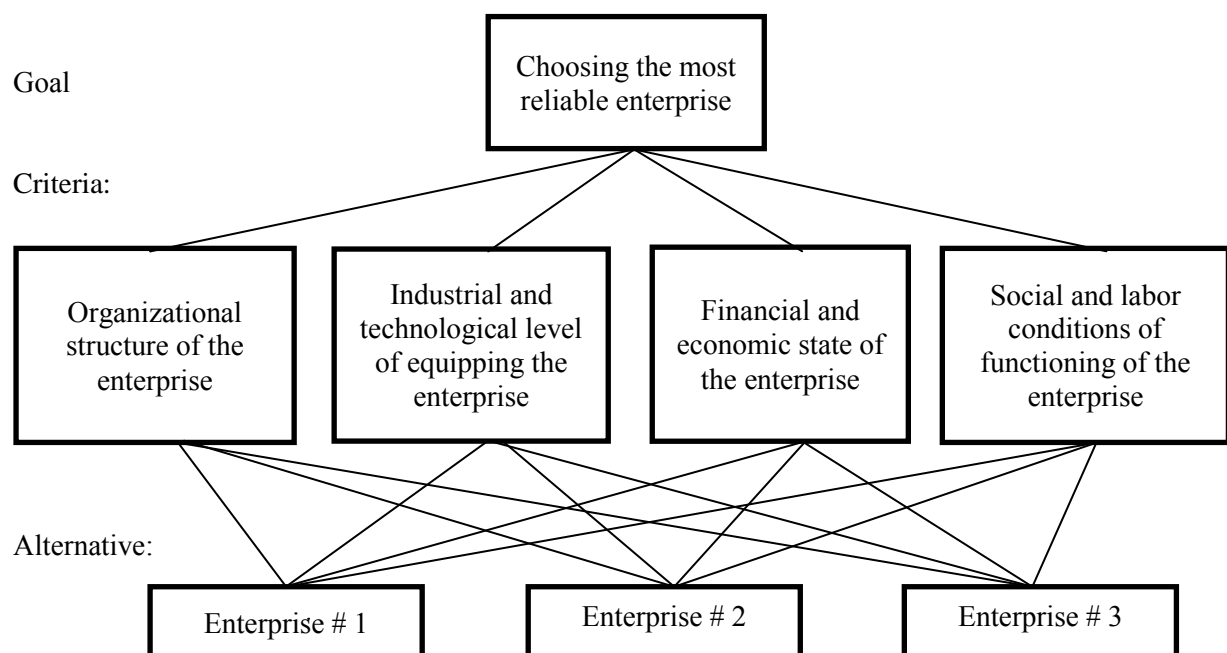 Goal
Choosing the most
reliable enterprise
Criteria:
Organizational
structure of the
enterprise
Industrial and
technological level
of equipping the
enterprise
Financial and
economic state of
the enterprise
Social and labor
conditions of
functioning of the
enterprise
Alternative:
Enterprise # 1
Enterprise # 2
Enterprise # 3